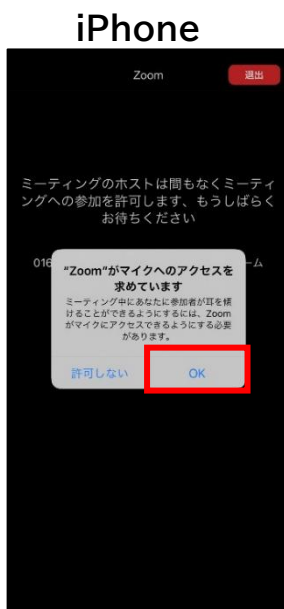 iPhone
Zoom
退出
ミーティングのホストは間もなくミーティ
ングへの参加を許可します、もうしばらく
お待ちください
016
ーム
"Zoom"がマイクへのアクセスを
求めています
ミーティング中にあなたに参加者が耳を傾
けることができるようにするには、Zoom
がマイクにアクセスできるようにする必要
があります。
許可しない
OK